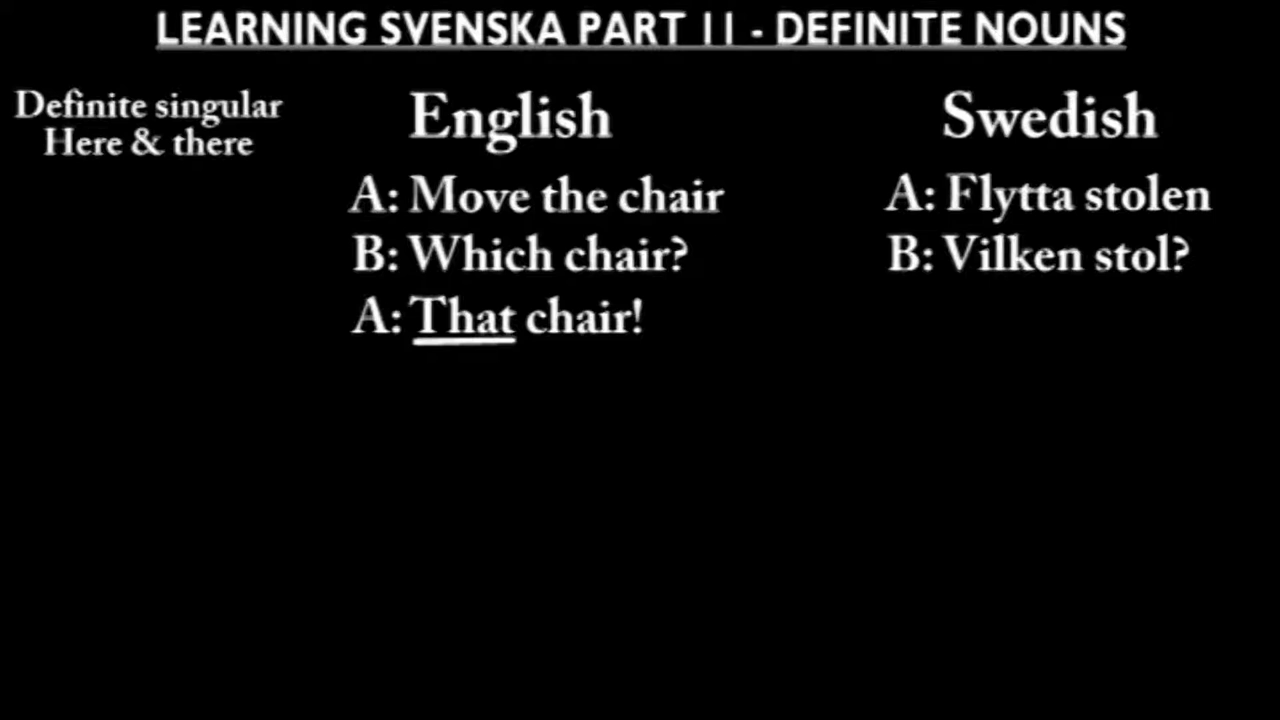 LEARNING SVENSKA PART 11 - DEFINITE NOUNS
Definite singular
Here & there
English
A: Move the chair
B: Which chair?
A: That chair!
Swedish
A: Flytta stolen
B: Vilken stol?